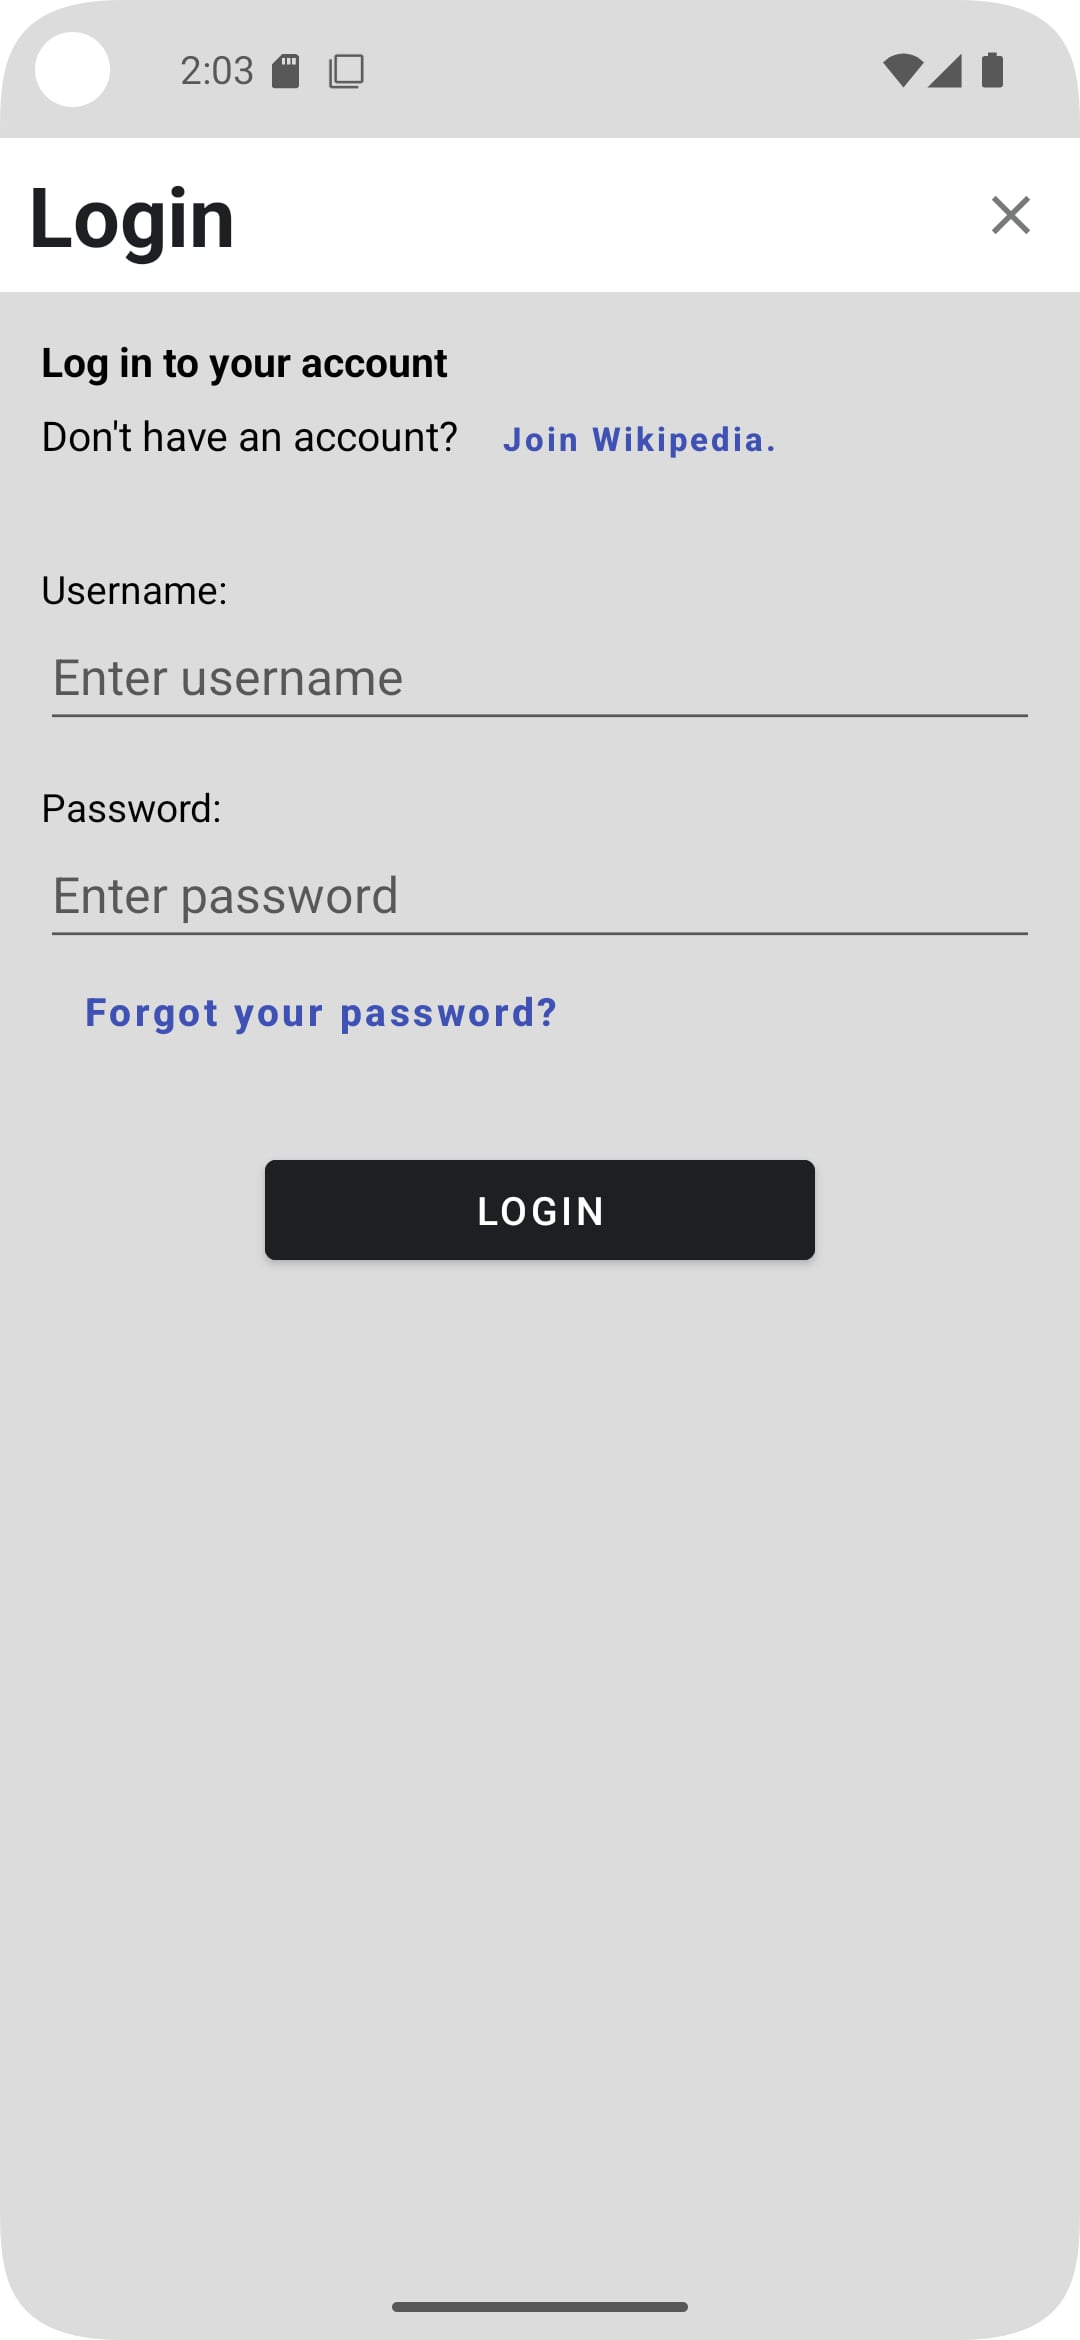 2:03
Login
Log in to your account
Don't have an account? Join Wikipedia.
Username:
Enter username
Password:
Enter password
Forgot your password?
LOGIN